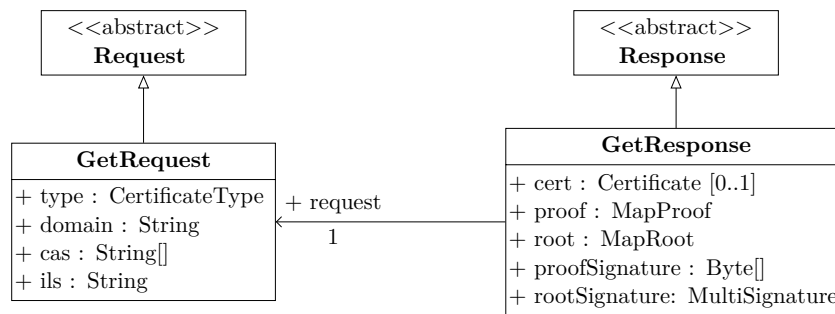 <<abstract>>
Request
<<abstract>>
Response
GetRequest
+ type : CertificateType
+ domain : String
+ cas : String[]
+ ils : String
+ request
1
GetResponse
+ cert : Certificate [0..1]
+ proof : MapProof
+ root : MapRoot
+ proofSignature : Byte[]
+ rootSignature: MultiSignature